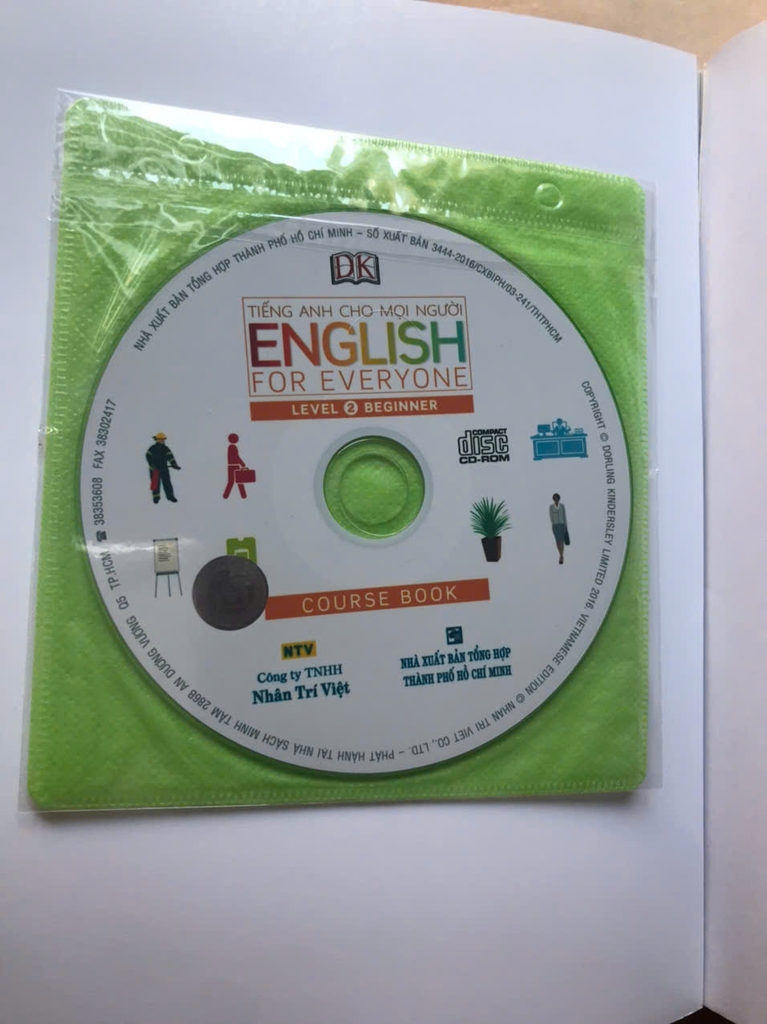 NHÀ XUẤT BẢN TỔNG HỢP THÀNH PHỐ HỒ CHÍ MINH – SỐ XUẤT BẢN 3444-2016/CXBIPH/03-241/THTPHCM
DK
TIẾNG ANH CHO MỌI NGƯỜI
ENGLISH
FOR EVERYONE
LEVEL 2 BEGINNER
COMPACT
disc
CD-ROM
COURSE BOOK
NTV
Công ty TNHH
Nhân Trí Việt
NHÀ XUẤT BẢN TỔNG HỢP
THÀNH PHỐ HỒ CHÍ MINH
COPYRIGHT © DORLING KINDERSLEY LIMITED 2016. VIETNAMESE EDITION © NHAN TRI VIET CO., LTD. – PHÁT HÀNH TẠI NHÀ SÁCH MINH TÂM 286B AN DƯƠNG VƯƠNG Q5 TP.HCM ☎ 38353608 FAX 38302417